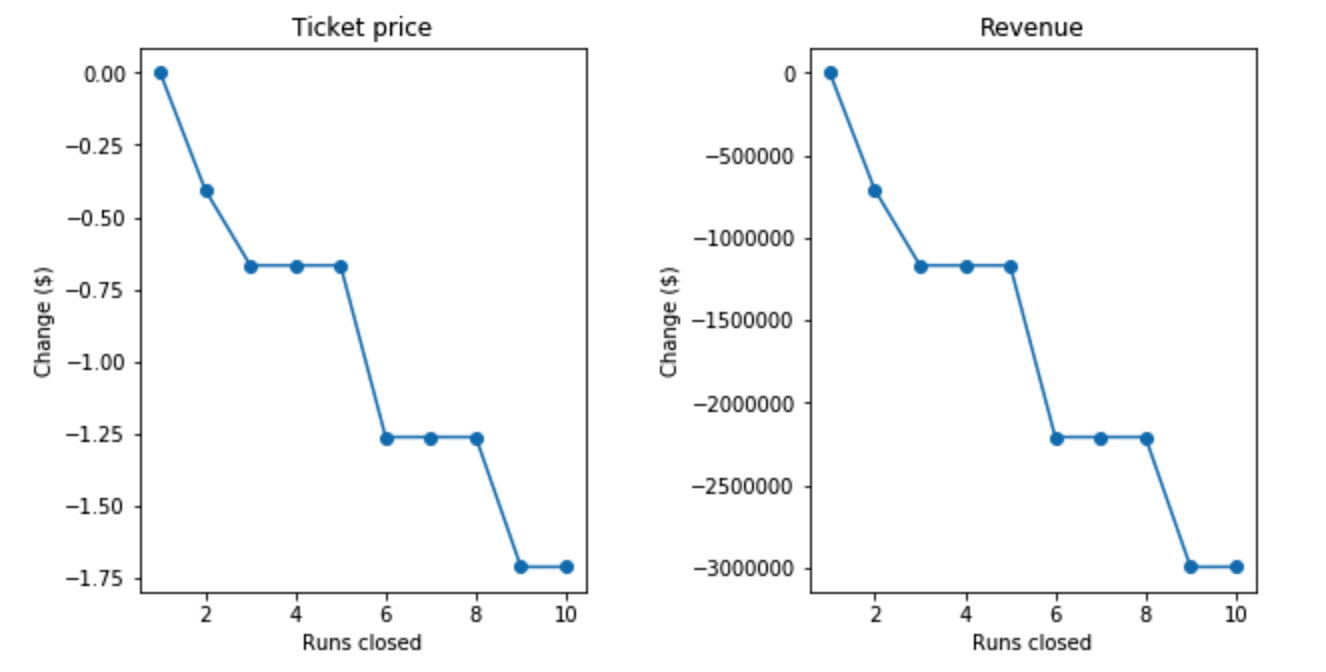 Ticket price
0.00
−0.25
−0.50
−0.75
−1.00
−1.25
−1.50
−1.75
Change ($)
2 4 6 8 10
Runs closed
Revenue
0
−500000
−1000000
−1500000
−2000000
−2500000
−3000000
Change ($)
2 4 6 8 10
Runs closed